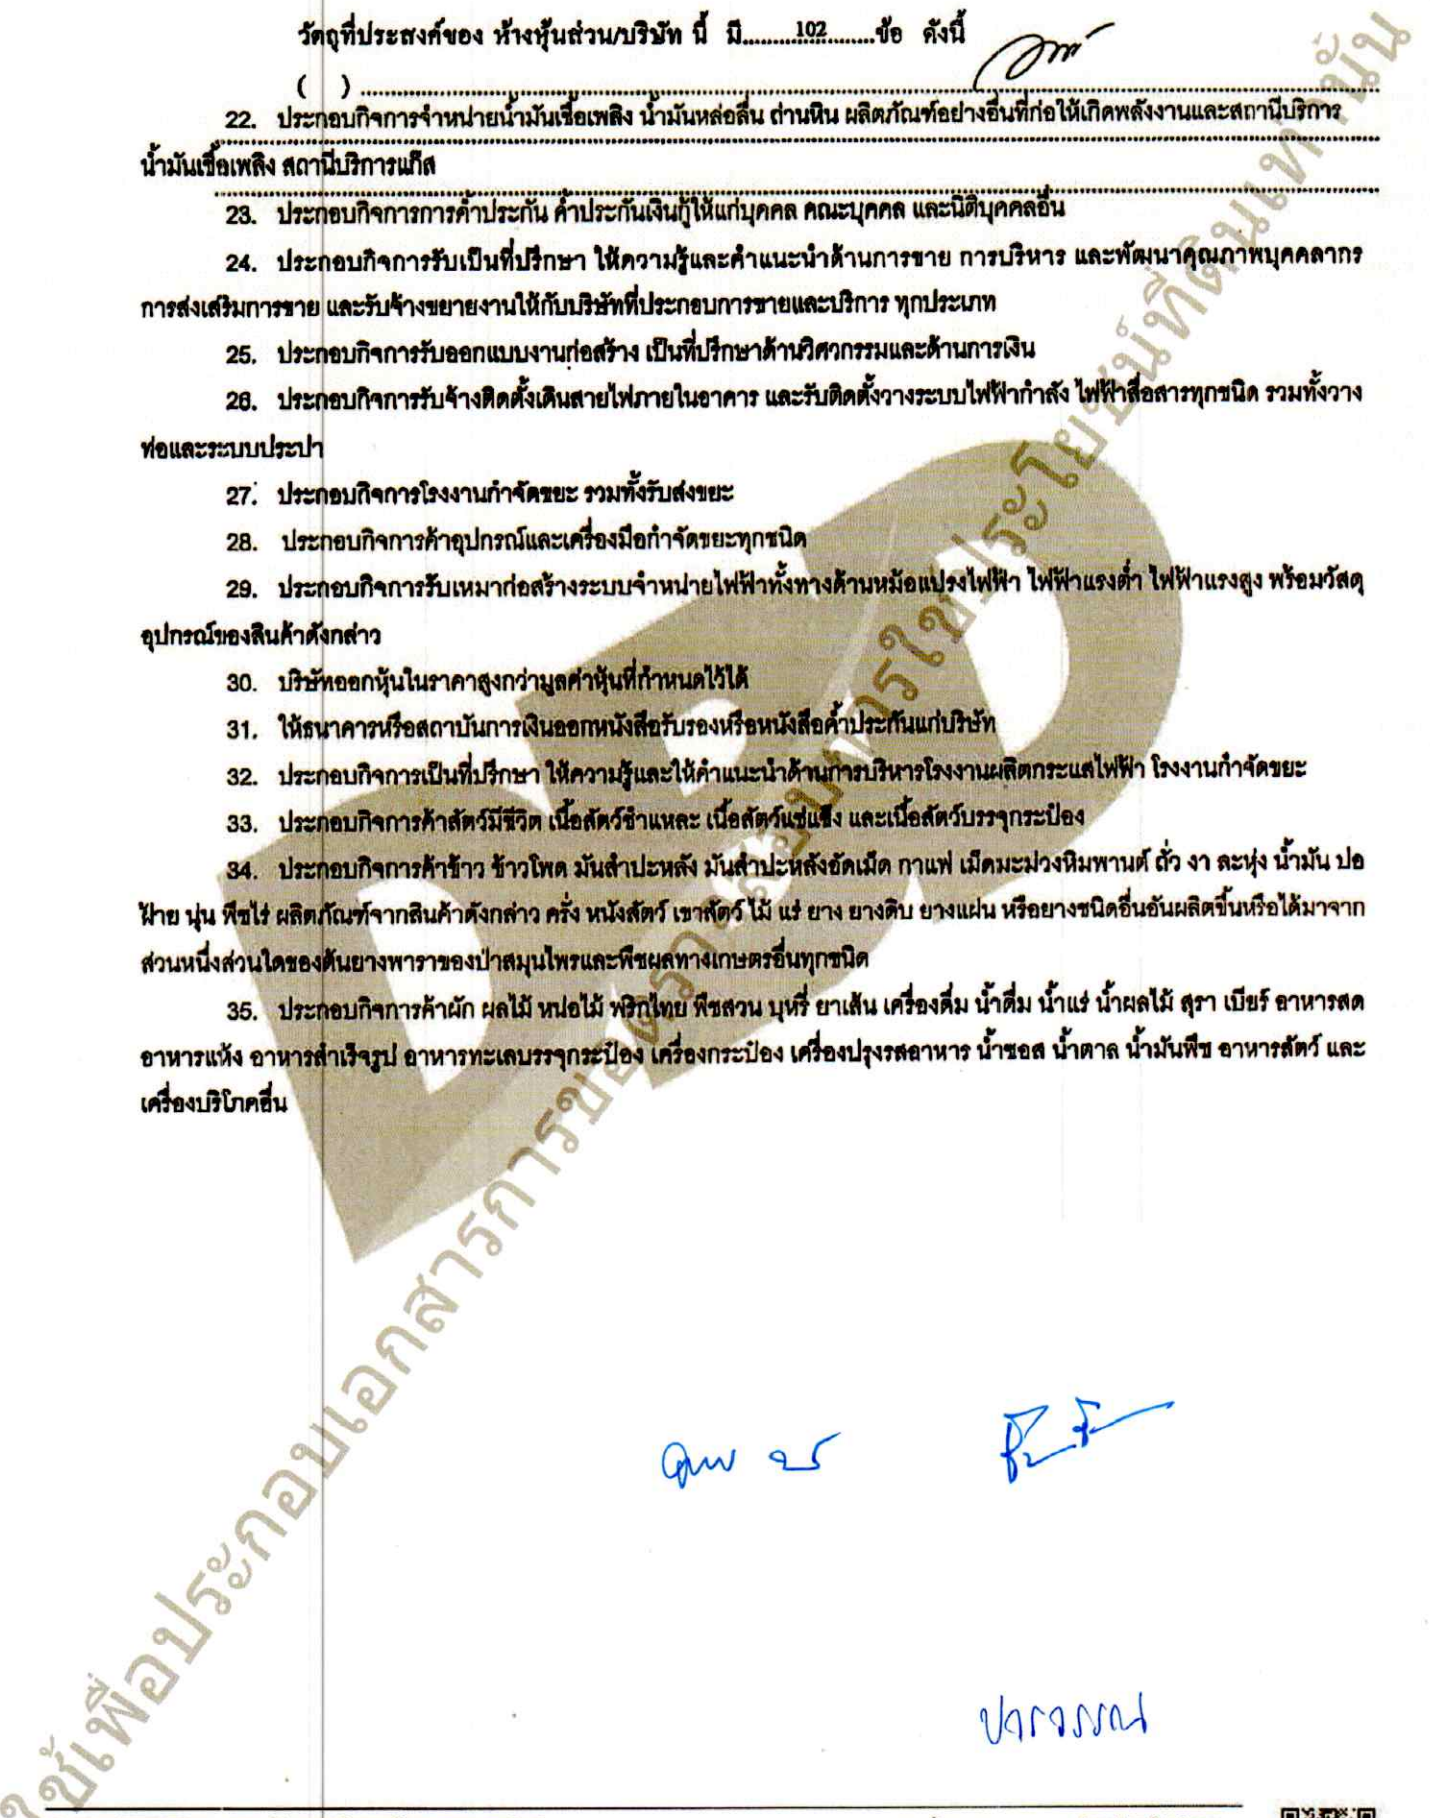 วัตถุที่ประสงค์ของ ห้างหุ้นส่วน/บริษัท นี้ มี..........102.........ข้อ ดังนี้
( )
22. ประกอบกิจการจำหน่ายน้ำมันเชื้อเพลิง น้ำมันหล่อลื่น ถ่านหิน ผลิตภัณฑ์อย่างอื่นที่ก่อให้เกิดพลังงานและสถานีบริการ
น้ำมันเชื้อเพลิง สถานีบริการแก๊ส
23. ประกอบกิจการการค้ำประกัน ค้ำประกันเงินกู้ให้แก่บุคคล คณะบุคคล และนิติบุคคลอื่น
24. ประกอบกิจการรับเป็นที่ปรึกษา ให้ความรู้และคำแนะนำด้านการขาย การบริหาร และพัฒนาคุณภาพบุคคลากร
การส่งเสริมการขาย และรับจ้างขยายงานให้กับบริษัทที่ประกอบการขายและบริการ ทุกประเภท
25. ประกอบกิจการรับออกแบบงานก่อสร้าง เป็นที่ปรึกษาด้านวิศวกรรมและด้านการเงิน
26. ประกอบกิจการรับจ้างติดตั้งเดินสายไฟภายในอาคาร และรับติดตั้งวางระบบไฟฟ้ากำลัง ไฟฟ้าสื่อสารทุกชนิด รวมทั้งวาง
ท่อและระบบประปา
27. ประกอบกิจการโรงงานกำจัดขยะ รวมทั้งรับส่งขยะ
28. ประกอบกิจการค้าอุปกรณ์และเครื่องมือกำจัดขยะทุกชนิด
29. ประกอบกิจการรับเหมาก่อสร้างระบบจำหน่ายไฟฟ้าทั้งทางด้านหม้อแปรงไฟฟ้า ไฟฟ้าแรงต่ำ ไฟฟ้าแรงสูง พร้อมวัสดุ
อุปกรณ์ของสินค้าดังกล่าว
30. บริษัทออกหุ้นในราคาสูงกว่ามูลค่าหุ้นที่กำหนดไว้ได้
31. ให้ธนาคารหรือสถาบันการเงินออกหนังสือรับรองหรือหนังสือค้ำประกันแก่บริษัท
32. ประกอบกิจการเป็นที่ปรึกษา ให้ความรู้และให้คำแนะนำด้านการบริหารโรงงานผลิตกระแสไฟฟ้า โรงงานกำจัดขยะ
33. ประกอบกิจการค้าสัตว์มีชีวิต เนื้อสัตว์ชำแหละ เนื้อสัตว์แช่แข็ง และเนื้อสัตว์บรรจุกระป๋อง
34. ประกอบกิจการค้าข้าว ข้าวโพด มันสำปะหลัง มันสำปะหลังอัดเม็ด กาแฟ เม็ดมะม่วงหิมพานต์ ถั่ว งา ละหุ่ง น้ำมัน ปอ
ฝ้าย นุ่น พืชไร่ ผลิตภัณฑ์จากสินค้าดังกล่าว ครั่ง หนังสัตว์ เขาสัตว์ ไม้ แร่ ยาง ยางดิบ ยางแผ่น หรือยางชนิดอื่นอันผลิตขึ้นหรือได้มาจาก
ส่วนหนึ่งส่วนใดของต้นยางพาราของป่าสมุนไพรและพืชผลทางเกษตรอื่นทุกชนิด
35. ประกอบกิจการค้าผัก ผลไม้ หน่อไม้ พริกไทย พืชสวน บุหรี่ ยาเส้น เครื่องดื่ม น้ำดื่ม น้ำแร่ น้ำผลไม้ สุรา เบียร์ อาหารสด
อาหารแห้ง อาหารสำเร็จรูป อาหารทะเลบรรจุกระป๋อง เครื่องกระป๋อง เครื่องปรุงรสอาหาร น้ำซอส น้ำตาล น้ำมันพืช อาหารสัตว์ และ
เครื่องบริโภคอื่น
DBD
ใช้เพื่อประกอบเอกสารการขอตรวจสอบการใช้ประโยชน์ที่ดินเท่านั้น
ปารวรรณ